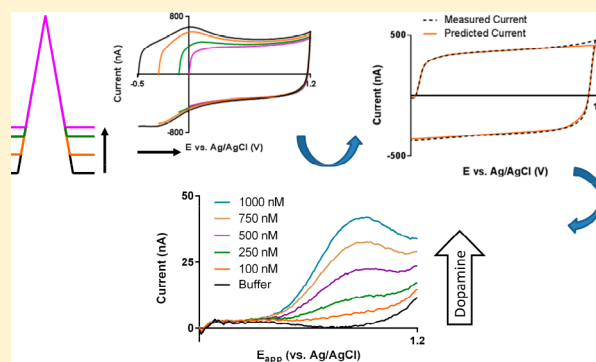 800
Current (nA)
-0.5
1.2
-800
E vs. Ag/AgCl (V)
Measured Current
Predicted Current
500
Current (nA)
1
-500
E vs. Ag/AgCl (V)
50
Current (nA)
25
0
1000 nM
750 nM
500 nM
250 nM
100 nM
Buffer
1.2
Eapp (vs. Ag/AgCl)
Dopamine